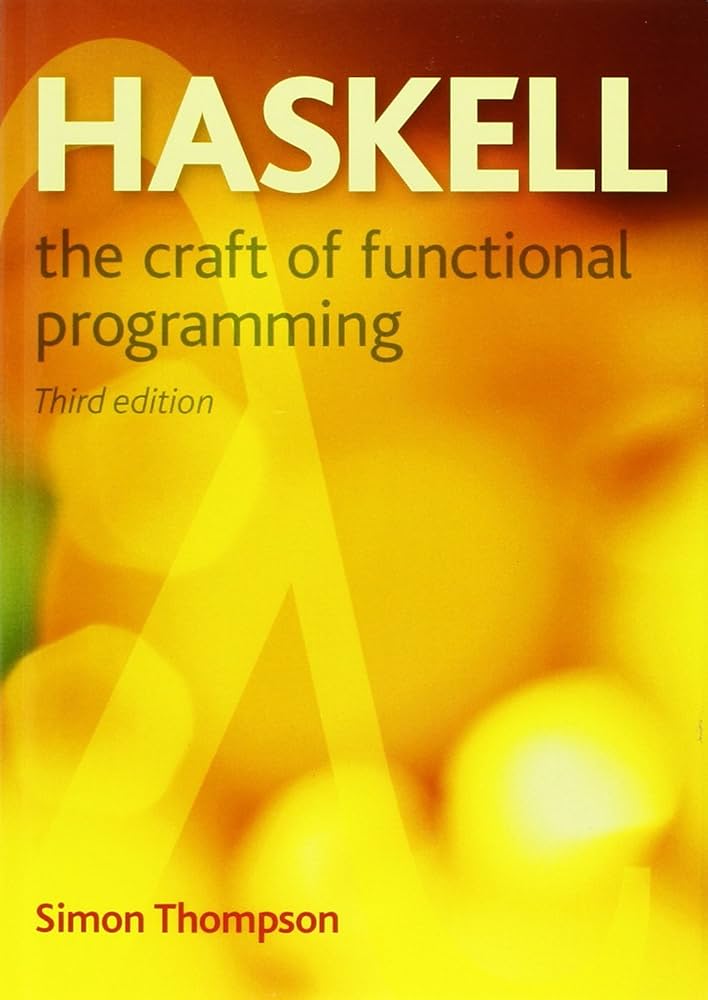 HASKELL
the craft of functional
programming
Third edition
Simon Thompson